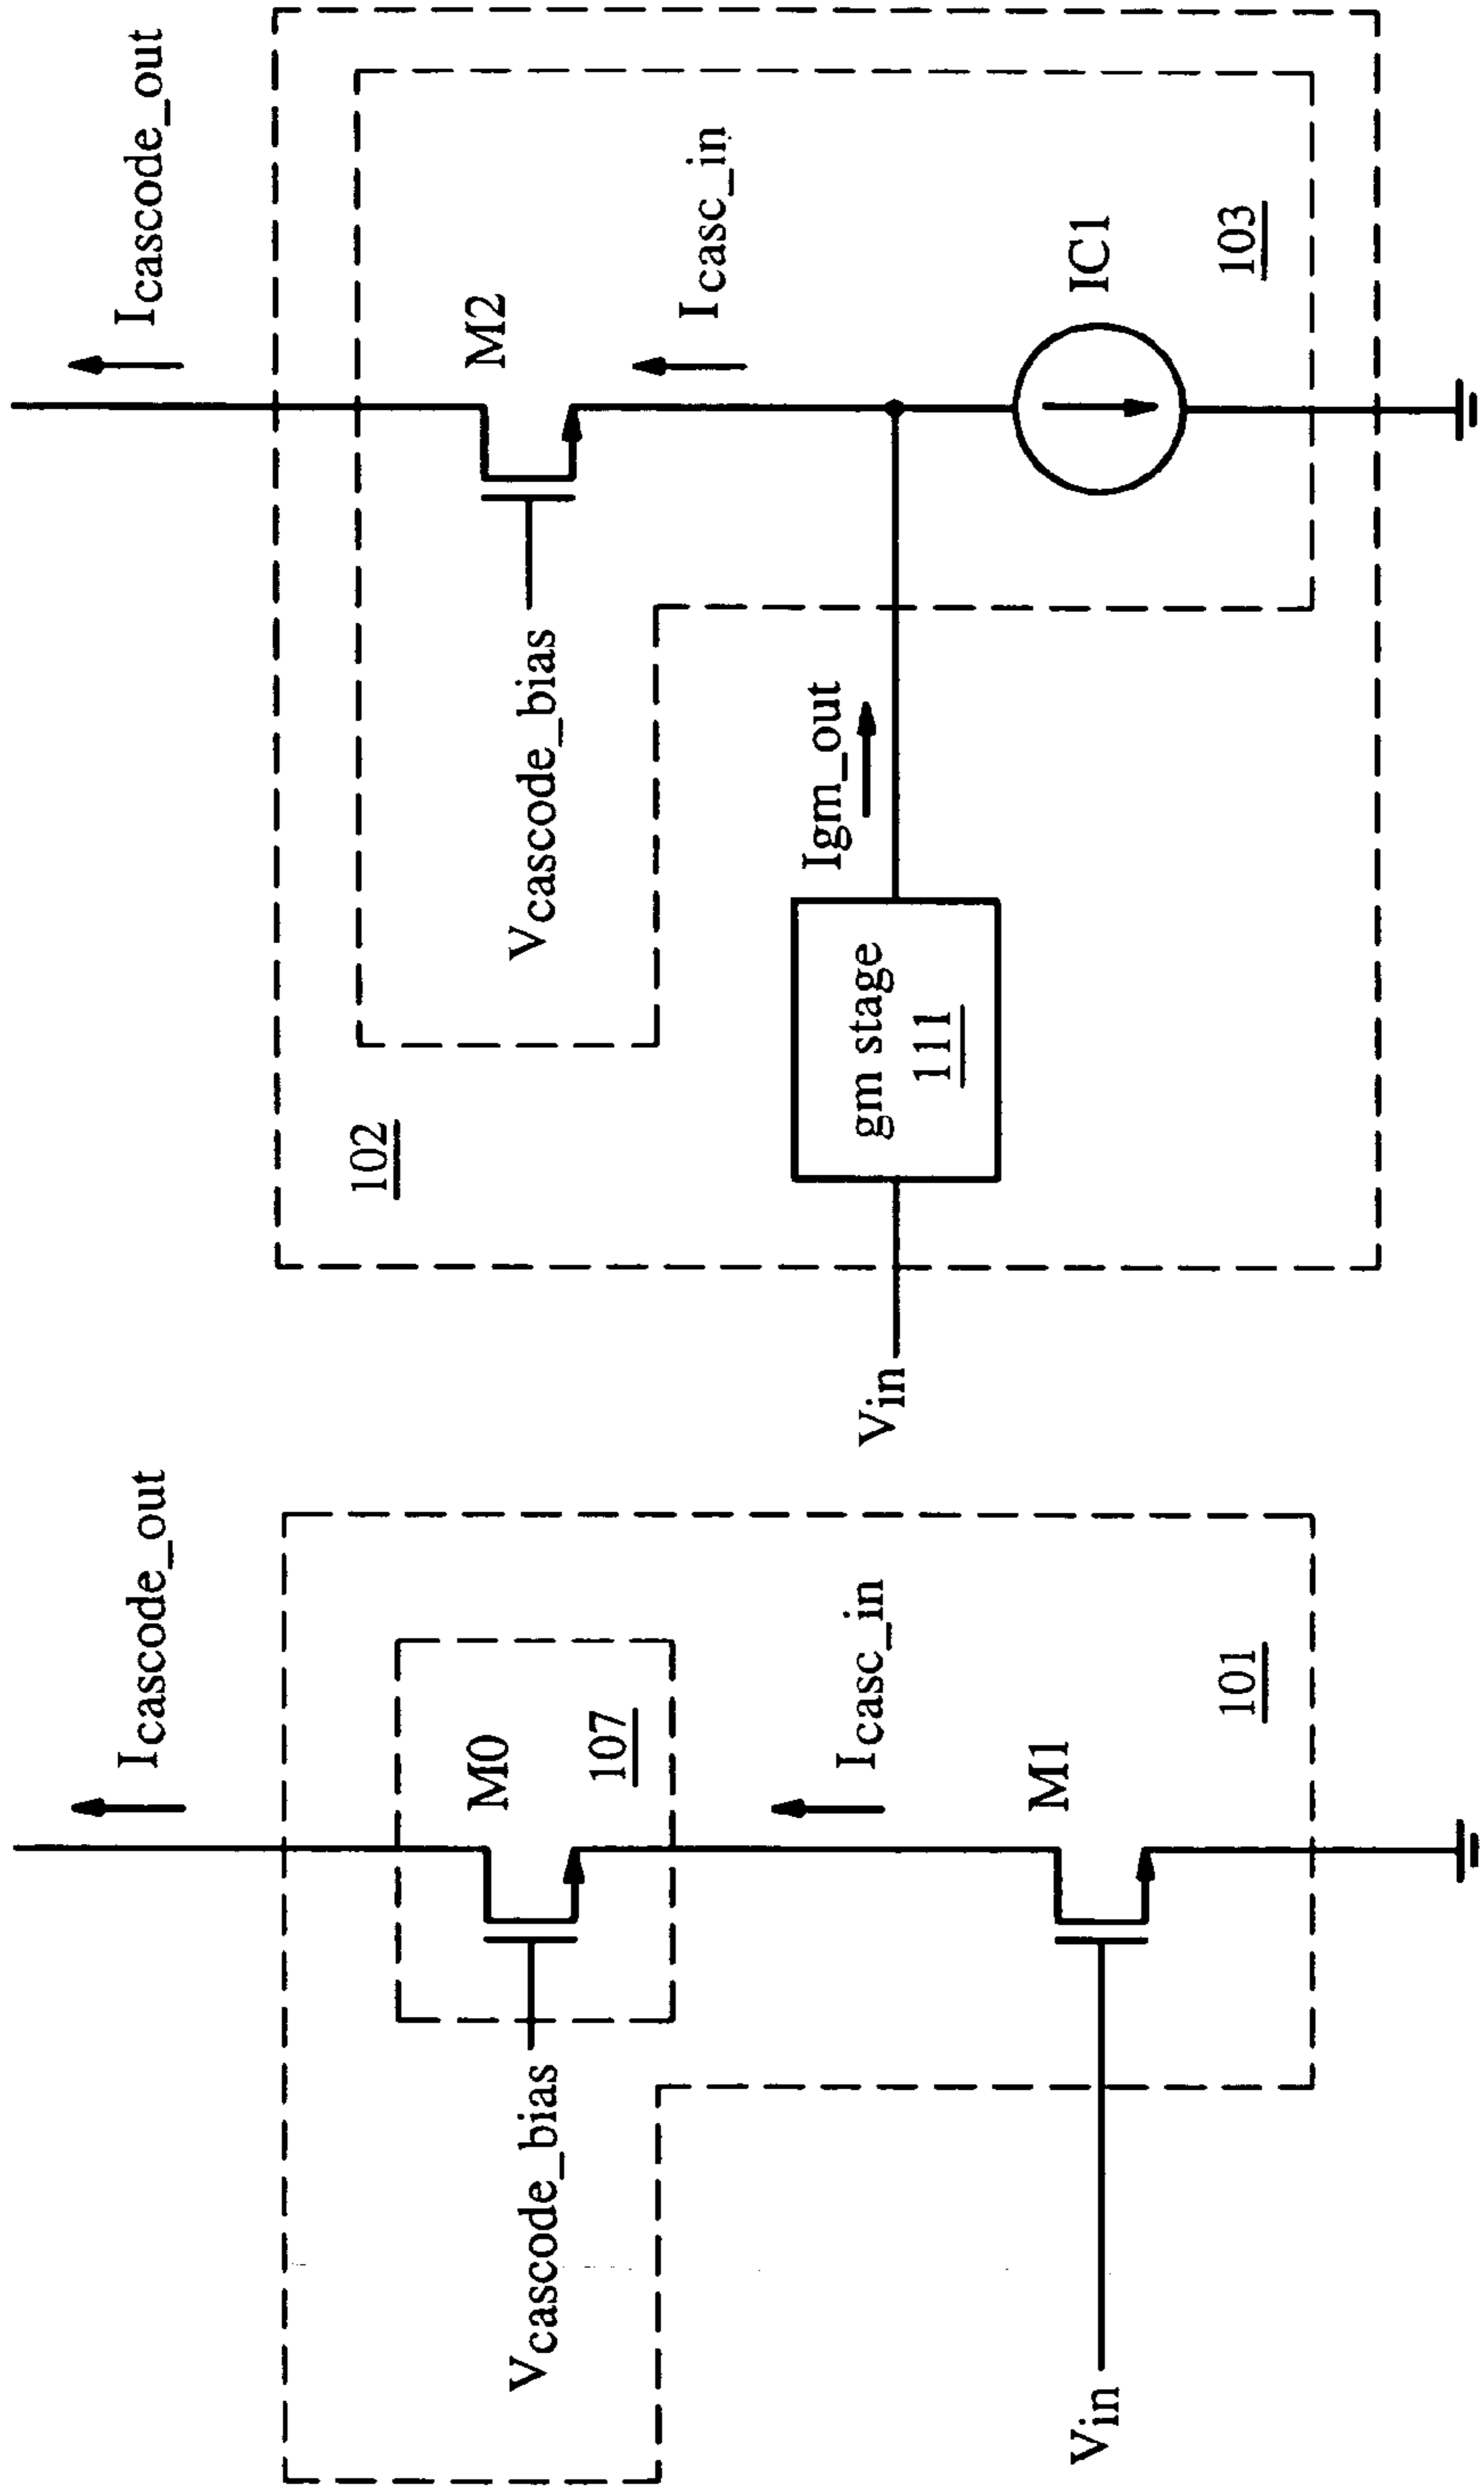 Icascode_out
M0
107
Vcascode_bias
Icasc_in
M1
101
Vin
Icascode_out
M2
Vcascode_bias
Icasc_in
102
Igm_out
gm stage
111
Vin
IC1
103